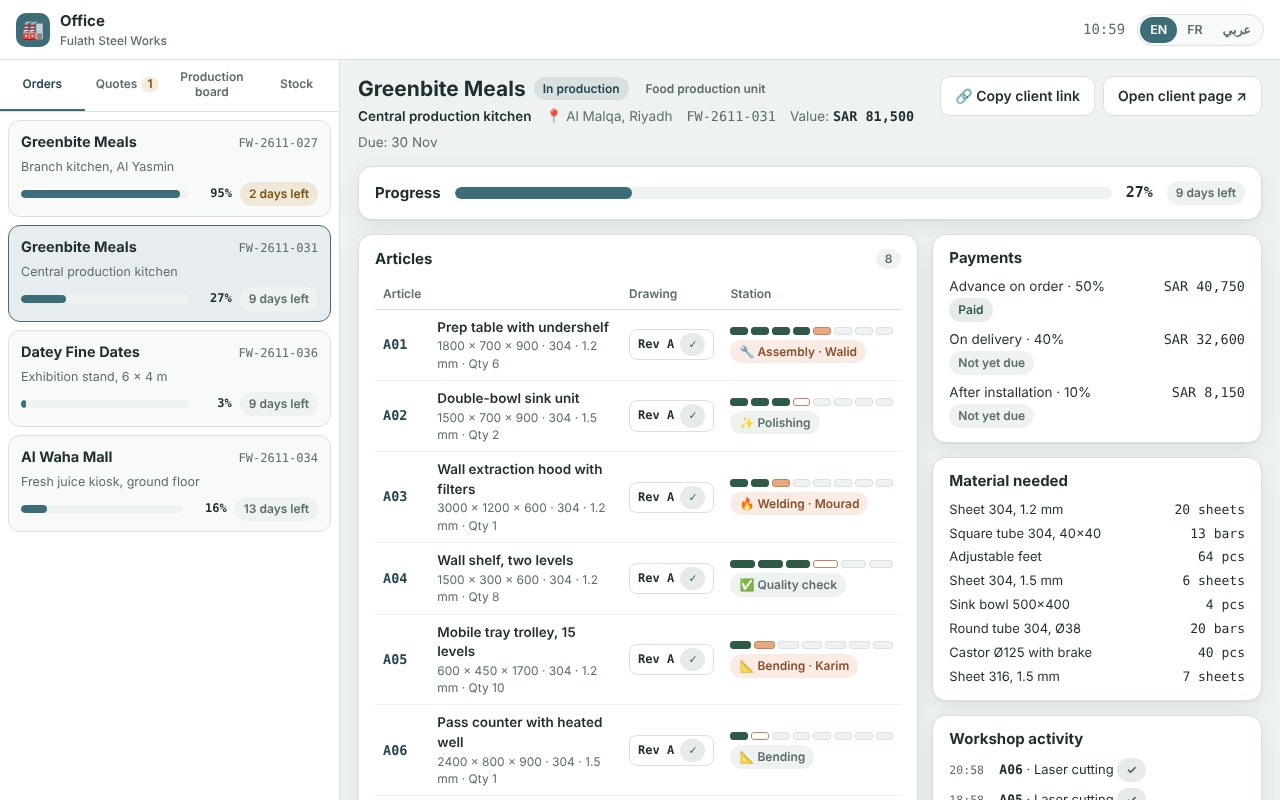 Office
Fulath Steel Works
10:59
EN
FR
عربي
Orders
Quotes 1
Production board
Stock
Greenbite Meals FW-2611-027
Branch kitchen, Al Yasmin
95% 2 days left
Greenbite Meals FW-2611-031
Central production kitchen
27% 9 days left
Datey Fine Dates FW-2611-036
Exhibition stand, 6 × 4 m
3% 9 days left
Al Waha Mall FW-2611-034
Fresh juice kiosk, ground floor
16% 13 days left
Greenbite Meals In production Food production unit
Central production kitchen 📍 Al Malqa, Riyadh FW-2611-031 Value: SAR 81,500
Due: 30 Nov
🔗 Copy client link
Open client page ↗
Progress 27% 9 days left
Articles 8
Article Drawing Station
A01 Prep table with undershelf
1800 × 700 × 900 · 304 · 1.2
mm · Qty 6
Rev A ✓
🔧 Assembly · Walid
A02 Double-bowl sink unit
1500 × 700 × 900 · 304 · 1.5
mm · Qty 2
Rev A ✓
✨ Polishing
A03 Wall extraction hood with
filters
3000 × 1200 × 600 · 304 · 1.2
mm · Qty 1
Rev A ✓
🔥 Welding · Mourad
A04 Wall shelf, two levels
1500 × 300 × 600 · 304 · 1.2
mm · Qty 8
Rev A ✓
✅ Quality check
A05 Mobile tray trolley, 15
levels
600 × 450 × 1700 · 304 · 1.2
mm · Qty 10
Rev A ✓
📐 Bending · Karim
A06 Pass counter with heated
well
2400 × 800 × 900 · 304 · 1.5
mm · Qty 1
Rev A ✓
📐 Bending
Payments
Advance on order · 50% SAR 40,750
Paid
On delivery · 40% SAR 32,600
Not yet due
After installation · 10% SAR 8,150
Not yet due
Material needed
Sheet 304, 1.2 mm 20 sheets
Square tube 304, 40×40 13 bars
Adjustable feet 64 pcs
Sheet 304, 1.5 mm 6 sheets
Sink bowl 500×400 4 pcs
Round tube 304, Ø38 20 bars
Castor Ø125 with brake 40 pcs
Sheet 316, 1.5 mm 7 sheets
Workshop activity
20:58 A06 · Laser cutting ✓
18:58 A05 · Laser cutting